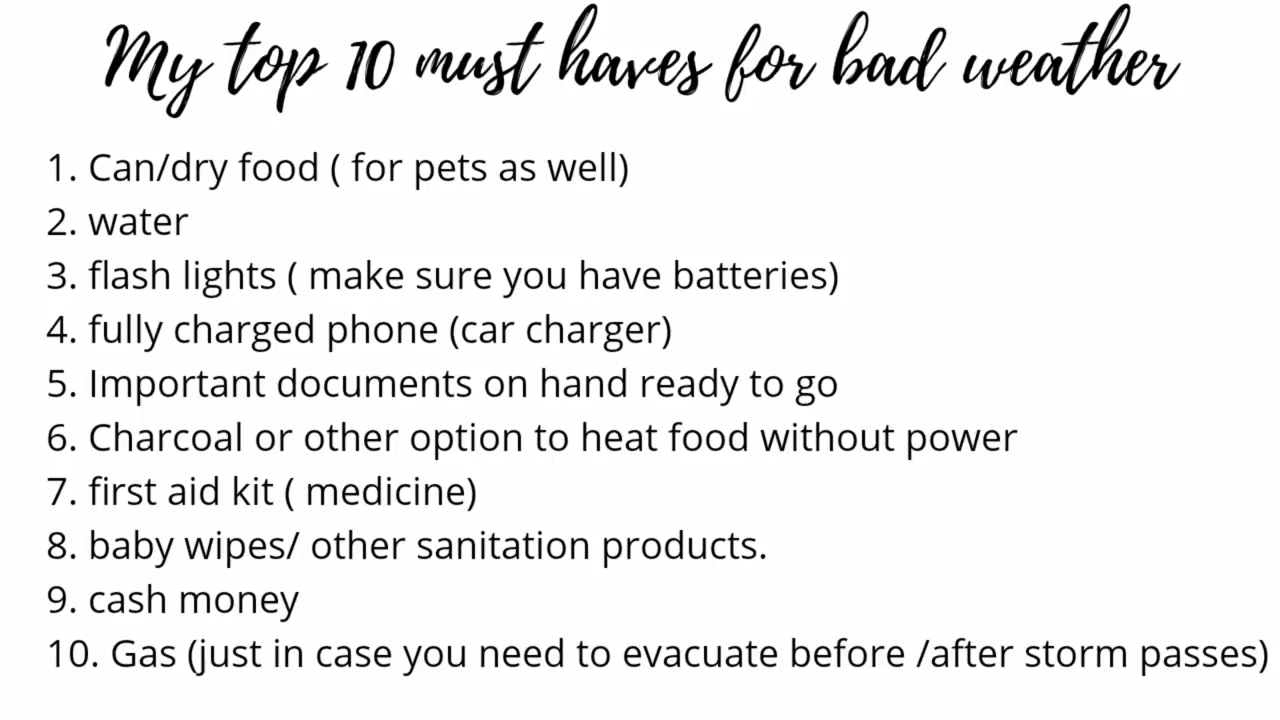 My top 10 must haves for bad weather
1. Can/dry food ( for pets as well)
2. water
3. flash lights ( make sure you have batteries)
4. fully charged phone (car charger)
5. Important documents on hand ready to go
6. Charcoal or other option to heat food without power
7. first aid kit ( medicine)
8. baby wipes/ other sanitation products.
9. cash money
10. Gas (just in case you need to evacuate before /after storm passes)